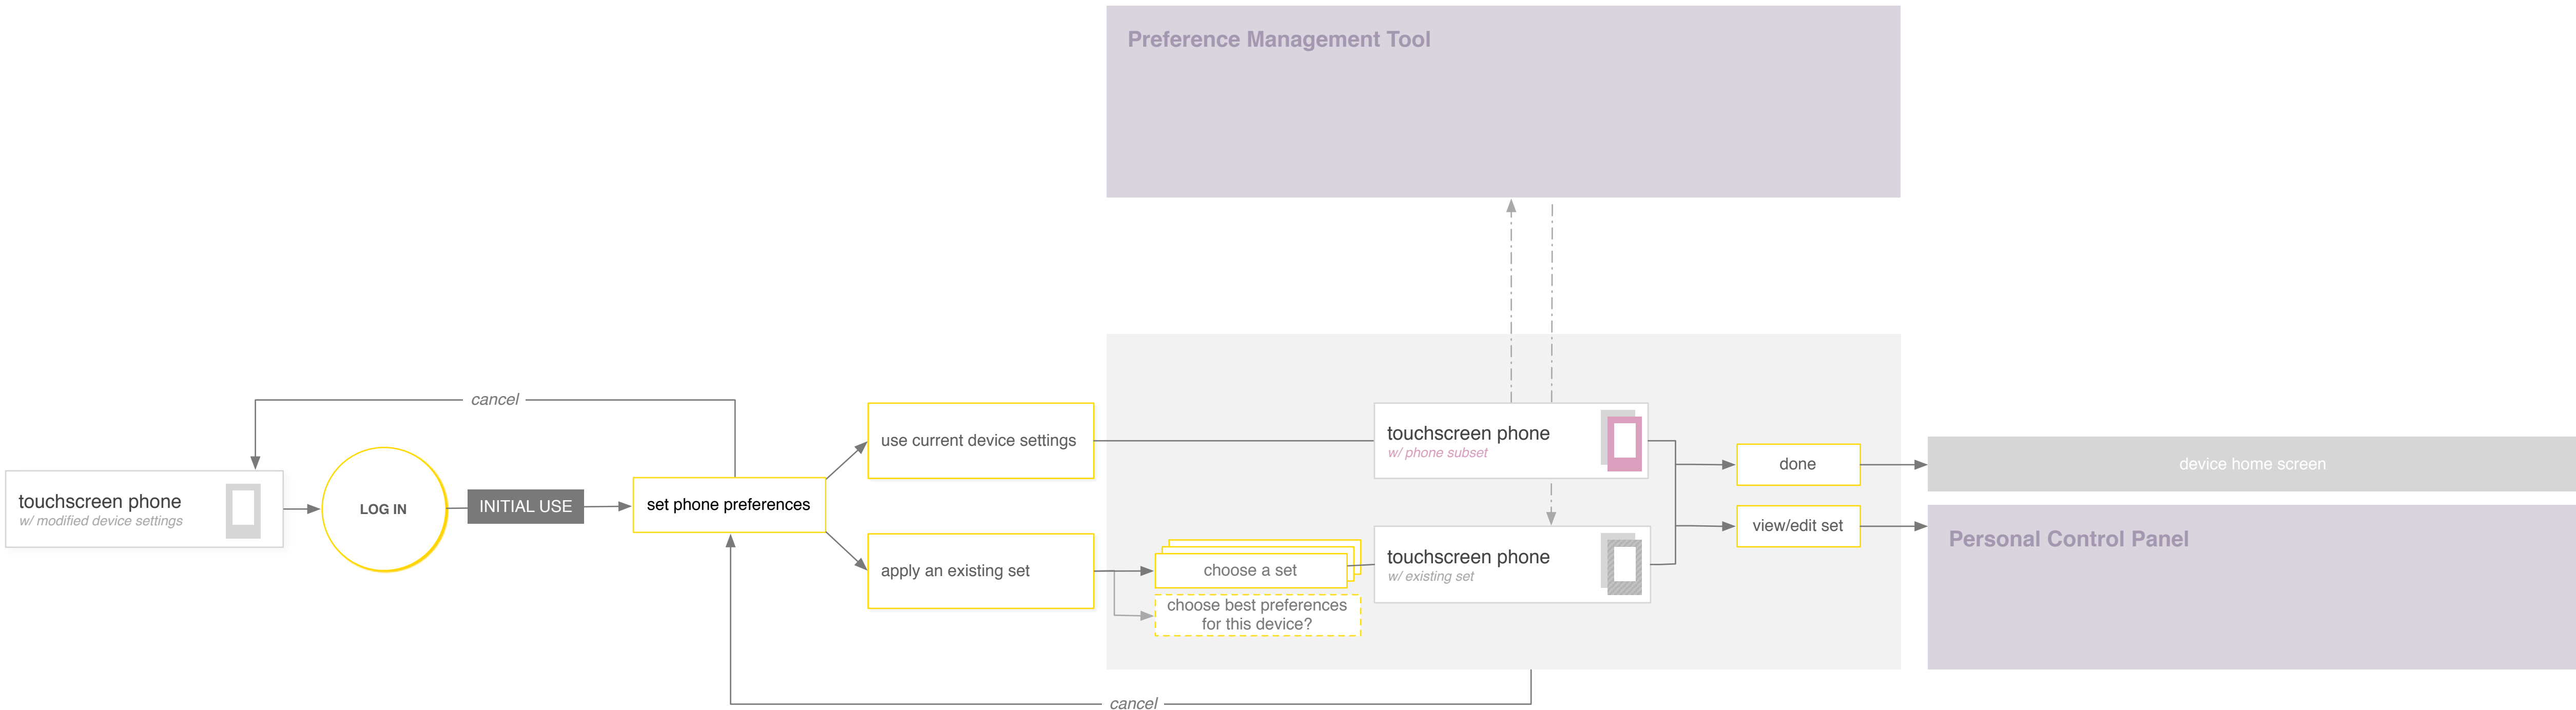 Preference Management Tool
cancel
touchscreen phone
w/ modified device settings
LOG IN
INITIAL USE
set phone preferences
use current device settings
apply an existing set
choose a set
choose best preferences
for this device?
touchscreen phone
w/ phone subset
touchscreen phone
w/ existing set
done
view/edit set
device home screen
Personal Control Panel
cancel